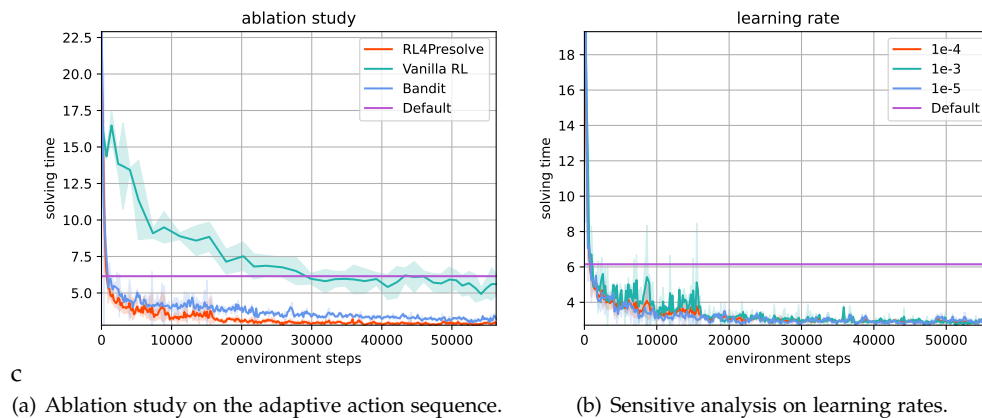 ablation study
22.5
20.0
17.5
15.0
12.5
10.0
7.5
5.0
solving time
RL4Presolve
Vanilla RL
Bandit
Default
0 10000 20000 30000 40000 50000
environment steps
learning rate
18
16
14
12
10
8
6
4
solving time
1e-4
1e-3
1e-5
Default
0 10000 20000 30000 40000 50000
environment steps
c
(a) Ablation study on the adaptive action sequence.
(b) Sensitive analysis on learning rates.